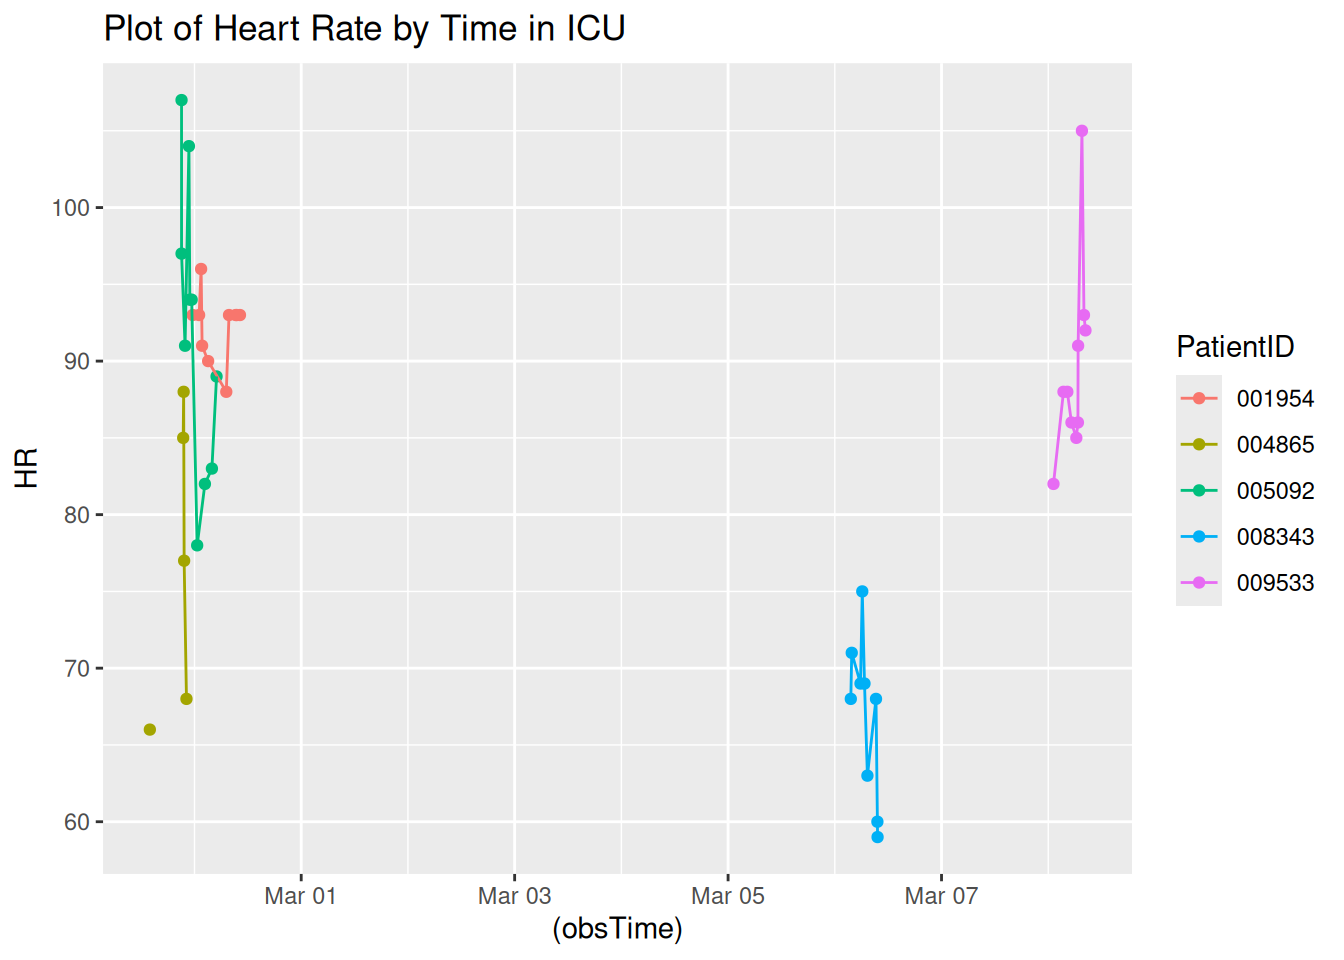 Plot of Heart Rate by Time in ICU
100
90
80
70
60
HR
Mar 01
Mar 03
Mar 05
Mar 07
(obsTime)
PatientID
001954
004865
005092
008343
009533